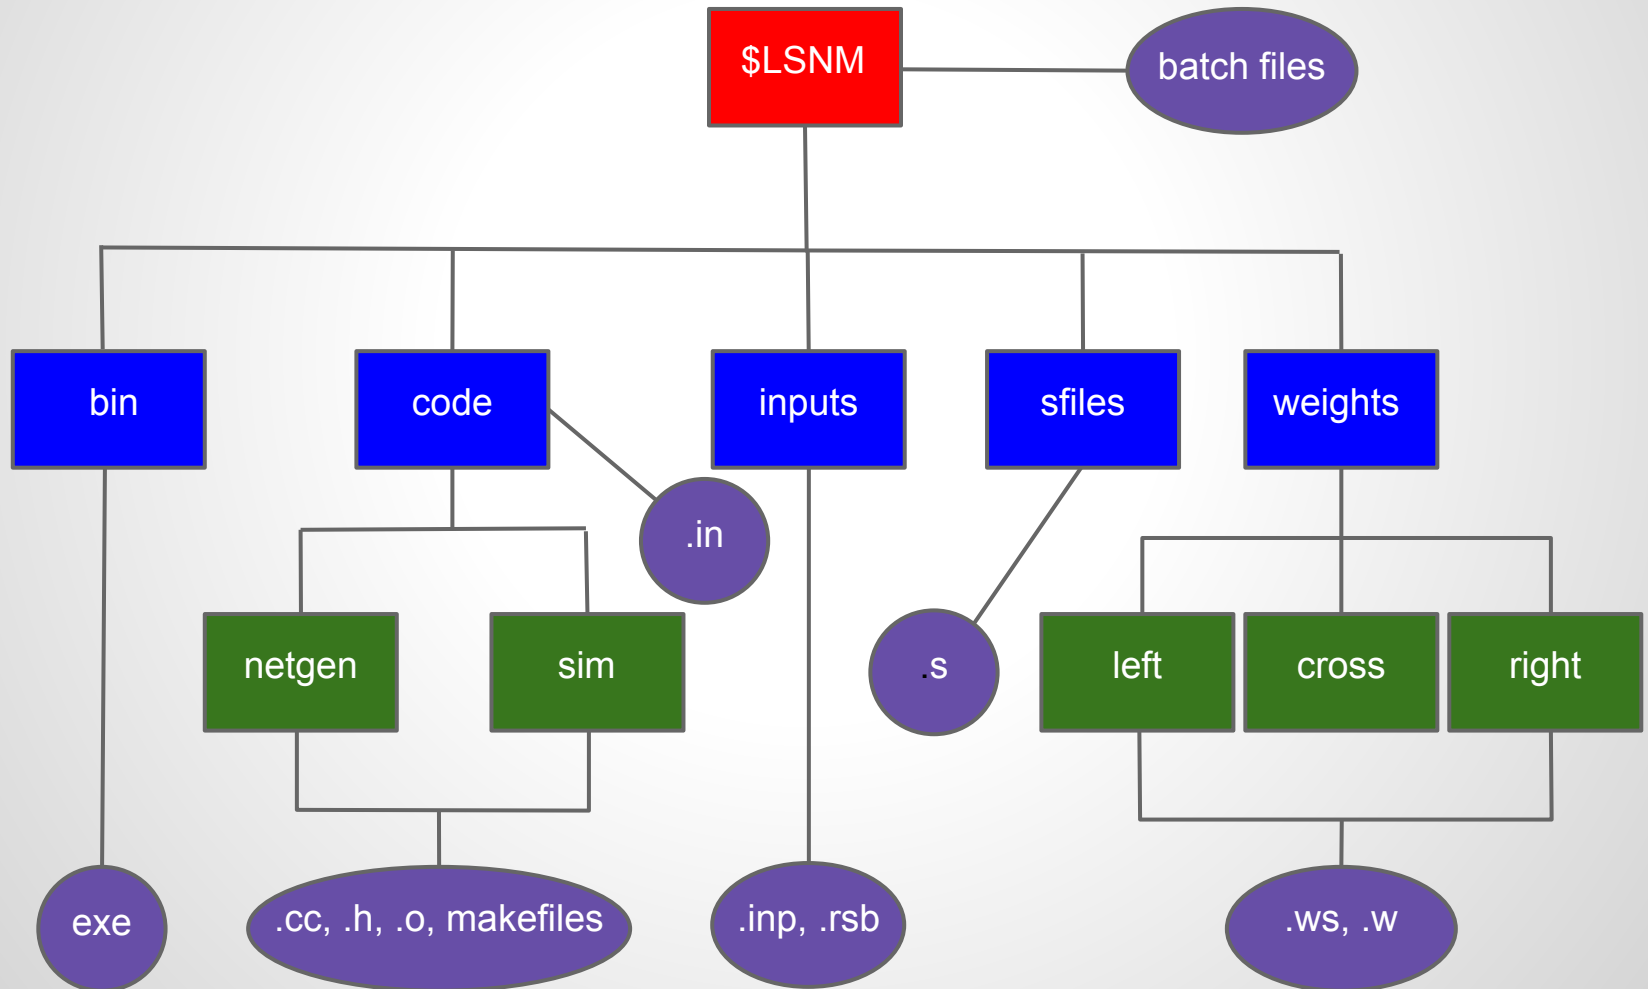 $LSNM
batch files
bin
code
inputs
sfiles
weights
.in
netgen
sim
.s
left
cross
right
exe
.cc, .h, .o, makefiles
.inp, .rsb
.ws, .w